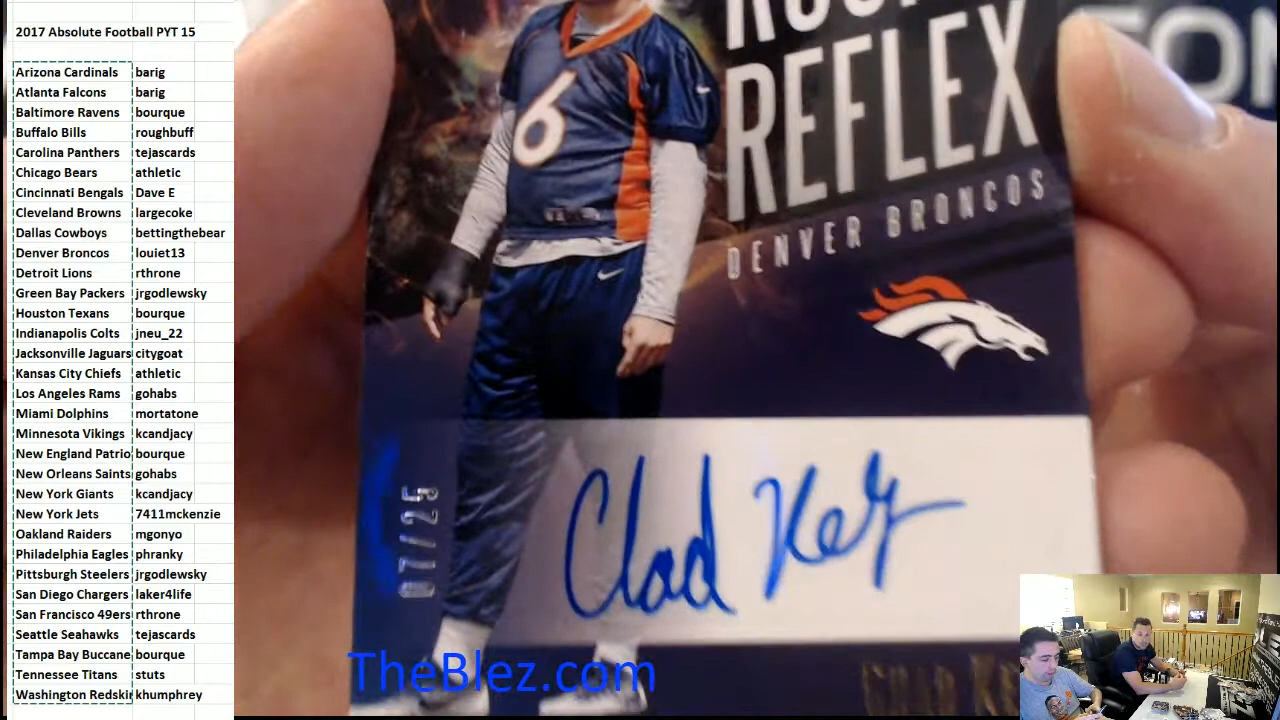 2017 Absolute Football PYT 15
Arizona Cardinals barig
Atlanta Falcons barig
Baltimore Ravens bourque
Buffalo Bills roughbuff
Carolina Panthers tejascards
Chicago Bears athletic
Cincinnati Bengals Dave E
Cleveland Browns largecoke
Dallas Cowboys bettingthebear
Denver Broncos louiet13
Detroit Lions rthrone
Green Bay Packers jrgodlewsky
Houston Texans bourque
Indianapolis Colts jneu_22
Jacksonville Jaguars citygoat
Kansas City Chiefs athletic
Los Angeles Rams gohabs
Miami Dolphins mortatone
Minnesota Vikings kcandjacy
New England Patrio bourque
New Orleans Saints gohabs
New York Giants kcandjacy
New York Jets 7411mckenzie
Oakland Raiders mgonyo
Philadelphia Eagles phranky
Pittsburgh Steelers jrgodlewsky
San Diego Chargers laker4life
San Francisco 49ers rthrone
Seattle Seahawks tejascards
Tampa Bay Buccane bourque
Tennessee Titans stuts
Washington Redskin khumphrey
REFLEX
DENVER BRONCOS
6
07/25
Chad Kelly
TheBlez.com